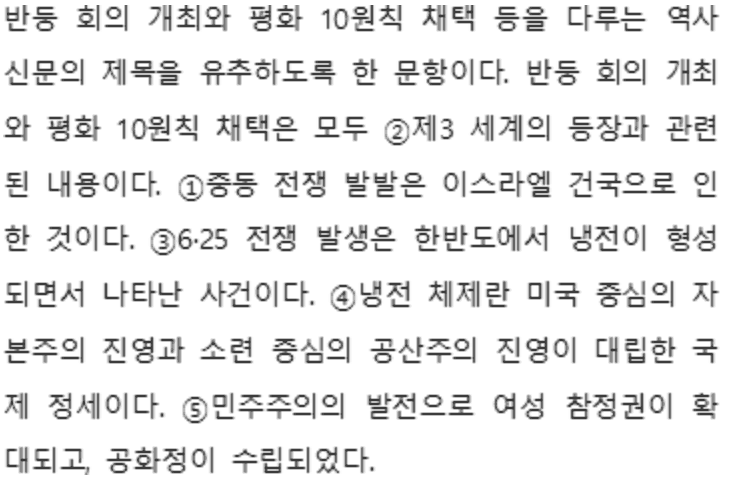 반둥 회의 개최와 평화 10원칙 채택 등을 다루는 역사
신문의 제목을 유추하도록 한 문항이다. 반둥 회의 개최
와 평화 10원칙 채택은 모두 ②제3 세계의 등장과 관련
된 내용이다. ①중동 전쟁 발발은 이스라엘 건국으로 인
한 것이다. ③6·25 전쟁 발생은 한반도에서 냉전이 형성
되면서 나타난 사건이다. ④냉전 체제란 미국 중심의 자
본주의 진영과 소련 중심의 공산주의 진영이 대립한 국
제 정세이다. ⑤민주주의의 발전으로 여성 참정권이 확
대되고, 공화정이 수립되었다.